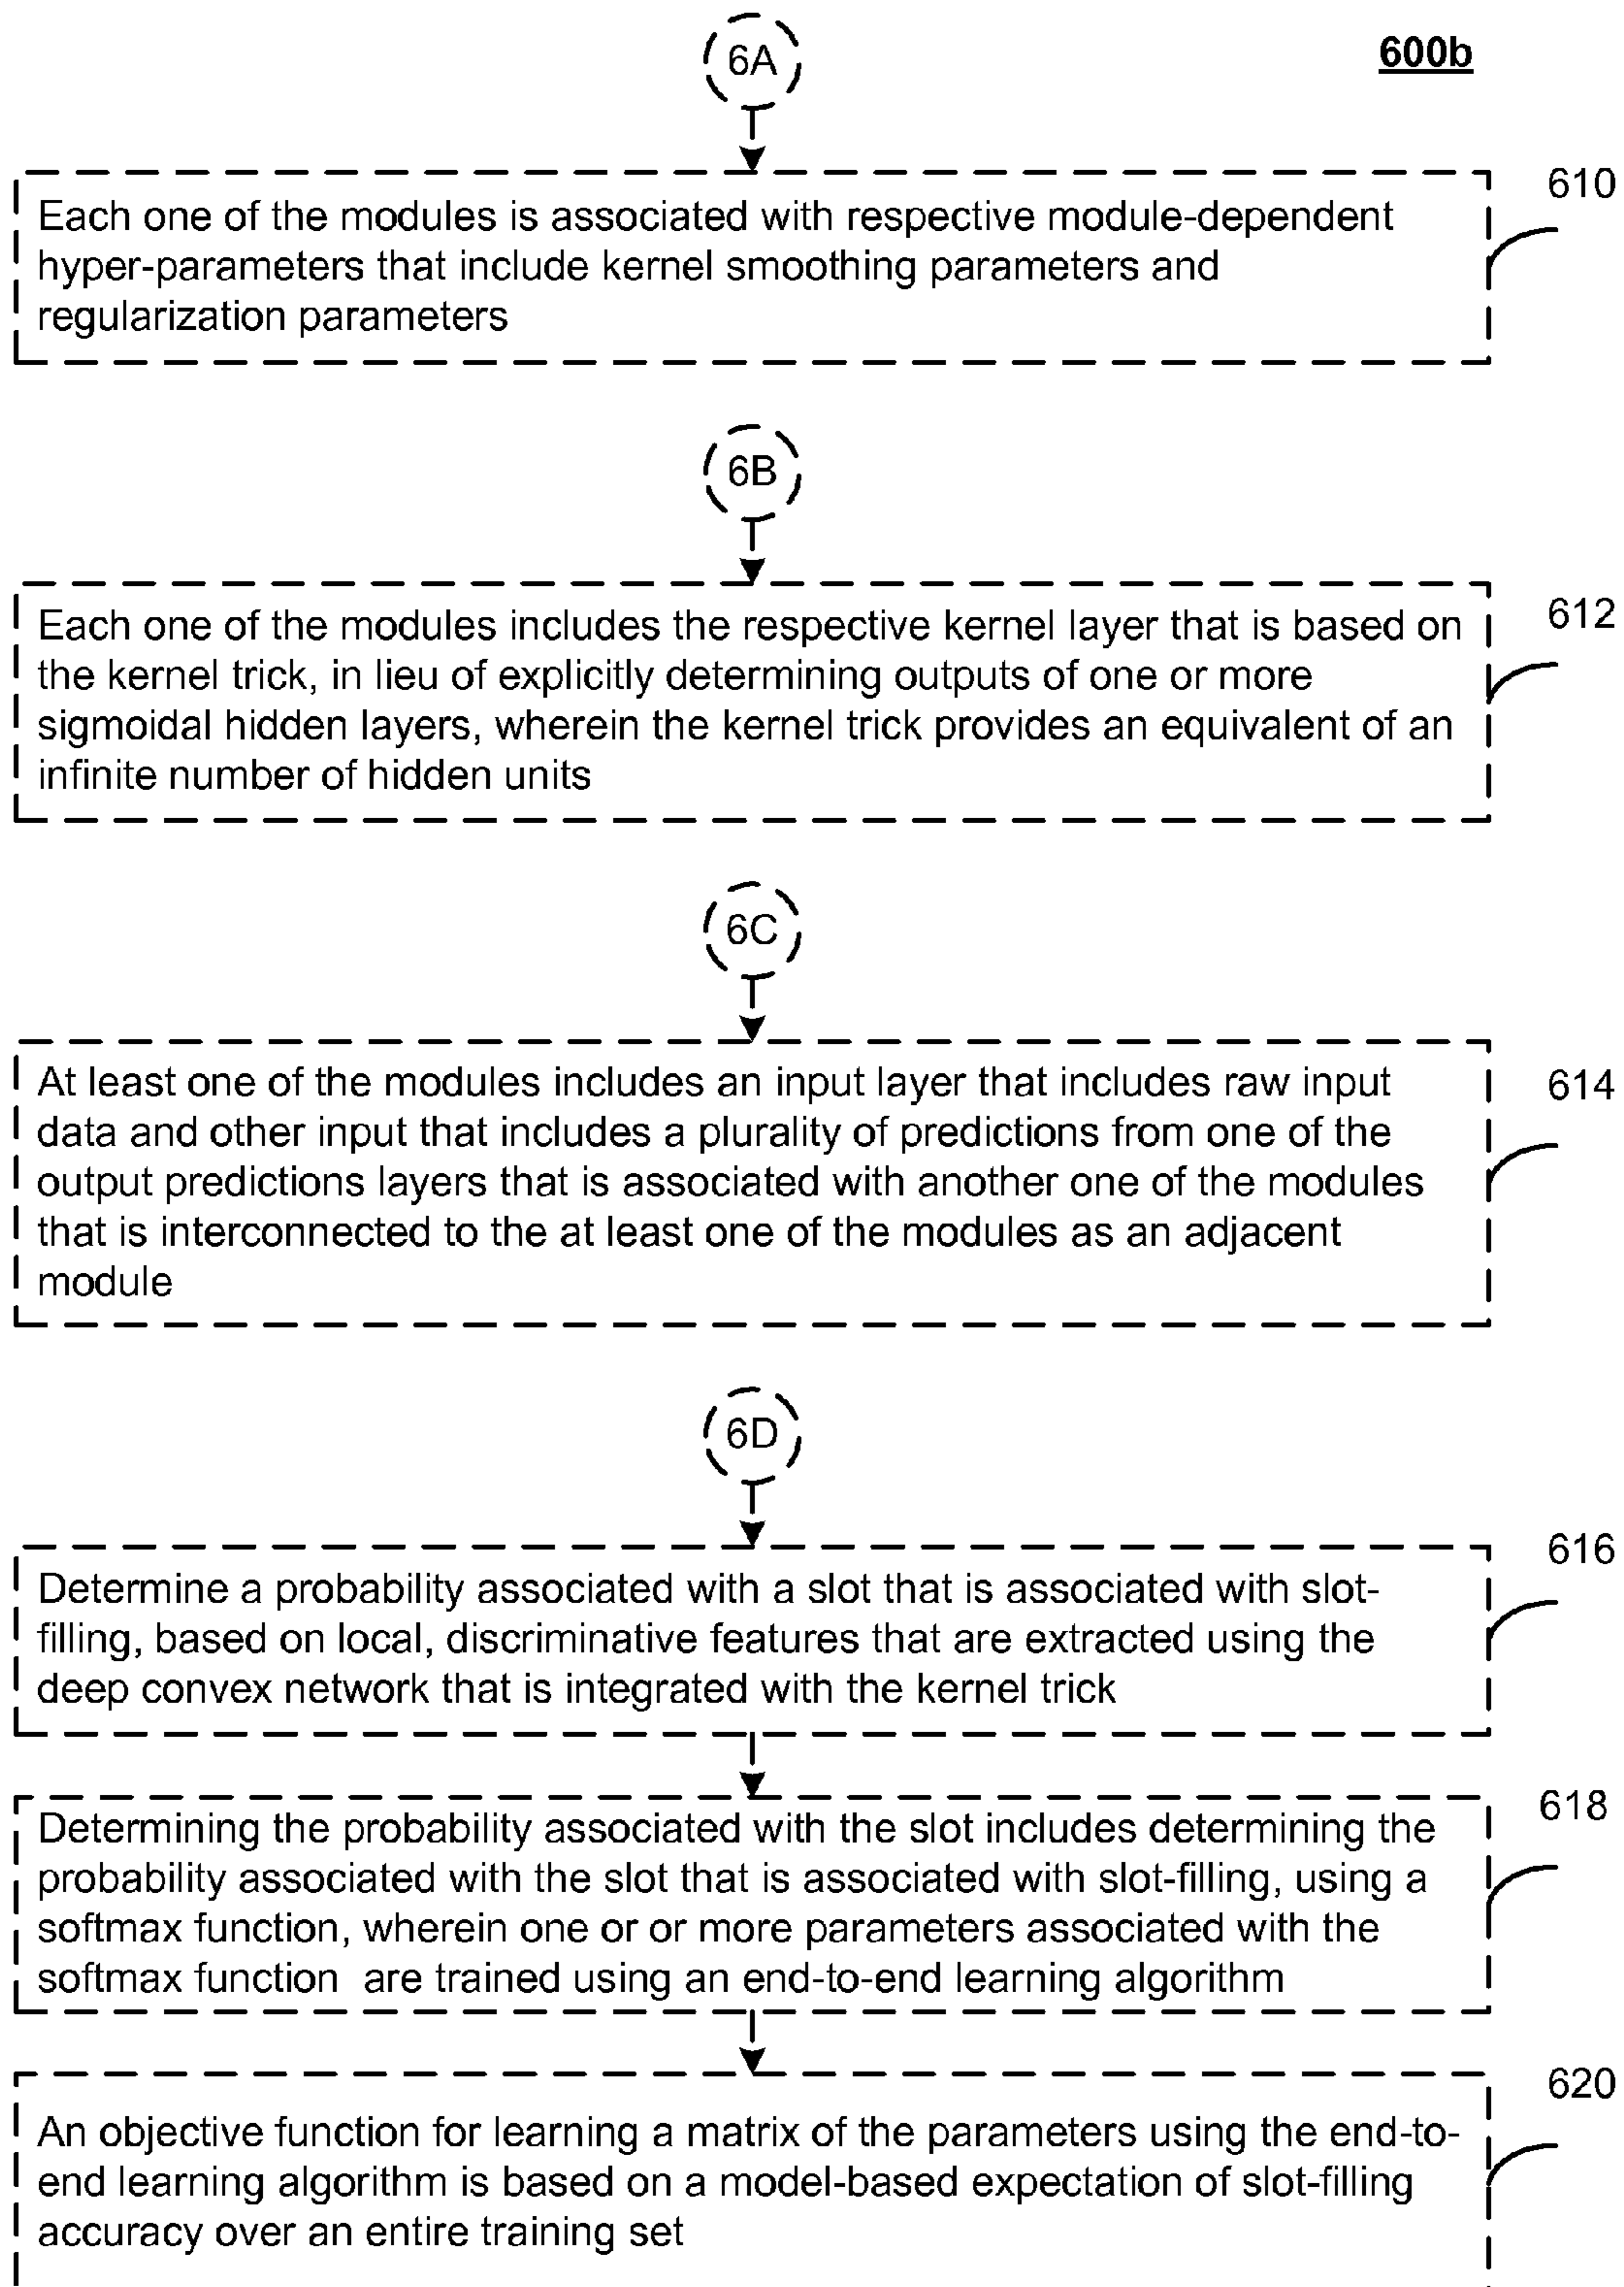 6A
600b
610
Each one of the modules is associated with respective module-dependent
hyper-parameters that include kernel smoothing parameters and
regularization parameters
6B
612
Each one of the modules includes the respective kernel layer that is based on
the kernel trick, in lieu of explicitly determining outputs of one or more
sigmoidal hidden layers, wherein the kernel trick provides an equivalent of an
infinite number of hidden units
6C
614
At least one of the modules includes an input layer that includes raw input
data and other input that includes a plurality of predictions from one of the
output predictions layers that is associated with another one of the modules
that is interconnected to the at least one of the modules as an adjacent
module
6D
616
Determine a probability associated with a slot that is associated with slot-
filling, based on local, discriminative features that are extracted using the
deep convex network that is integrated with the kernel trick
618
Determining the probability associated with the slot includes determining the
probability associated with the slot that is associated with slot-filling, using a
softmax function, wherein one or or more parameters associated with the
softmax function are trained using an end-to-end learning algorithm
620
An objective function for learning a matrix of the parameters using the end-to-
end learning algorithm is based on a model-based expectation of slot-filling
accuracy over an entire training set